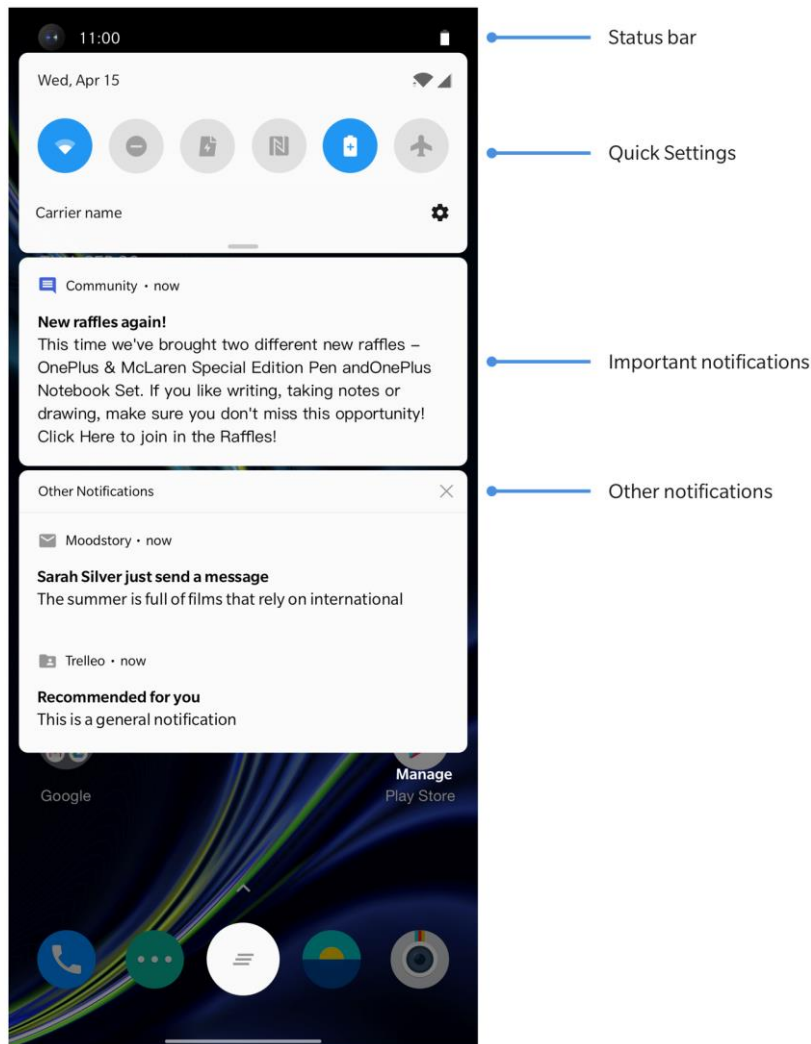 11:00
Status bar
Wed, Apr 15
Quick Settings
Carrier name
Community • now
New raffles again!
This time we've brought two different new raffles –
OnePlus & McLaren Special Edition Pen andOnePlus
Notebook Set. If you like writing, taking notes or
drawing, make sure you don't miss this opportunity!
Click Here to join in the Raffles!
Important notifications
Other Notifications
Other notifications
Moodstory • now
Sarah Silver just send a message
The summer is full of films that rely on international
Trelleo • now
Recommended for you
This is a general notification
Manage
Google
Play Store